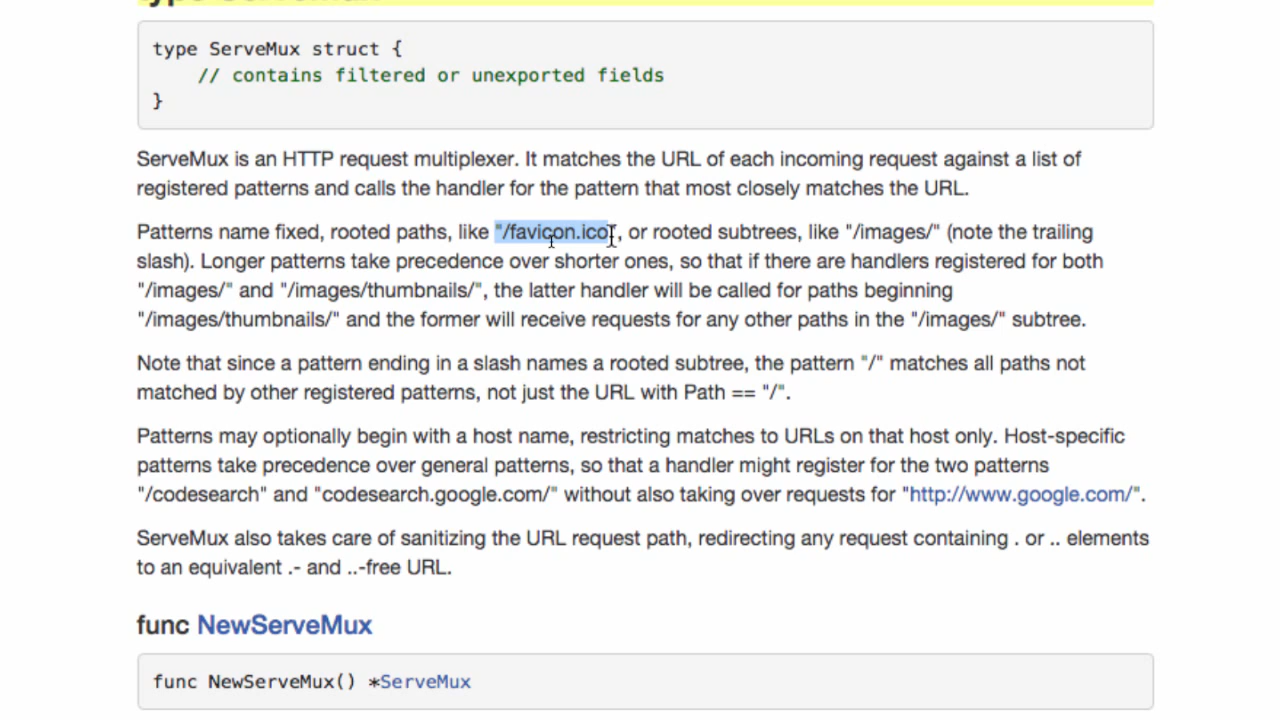 type ServeMux
type ServeMux struct {
// contains filtered or unexported fields
}
ServeMux is an HTTP request multiplexer. It matches the URL of each incoming request against a list of
registered patterns and calls the handler for the pattern that most closely matches the URL.
Patterns name fixed, rooted paths, like "/favicon.ico", or rooted subtrees, like "/images/" (note the trailing
slash). Longer patterns take precedence over shorter ones, so that if there are handlers registered for both
"/images/" and "/images/thumbnails/", the latter handler will be called for paths beginning
"/images/thumbnails/" and the former will receive requests for any other paths in the "/images/" subtree.
Note that since a pattern ending in a slash names a rooted subtree, the pattern "/" matches all paths not
matched by other registered patterns, not just the URL with Path == "/".
Patterns may optionally begin with a host name, restricting matches to URLs on that host only. Host-specific
patterns take precedence over general patterns, so that a handler might register for the two patterns
"/codesearch" and "codesearch.google.com/" without also taking over requests for "http://www.google.com/".
ServeMux also takes care of sanitizing the URL request path, redirecting any request containing . or .. elements
to an equivalent .- and ..-free URL.
func NewServeMux
func NewServeMux() *ServeMux